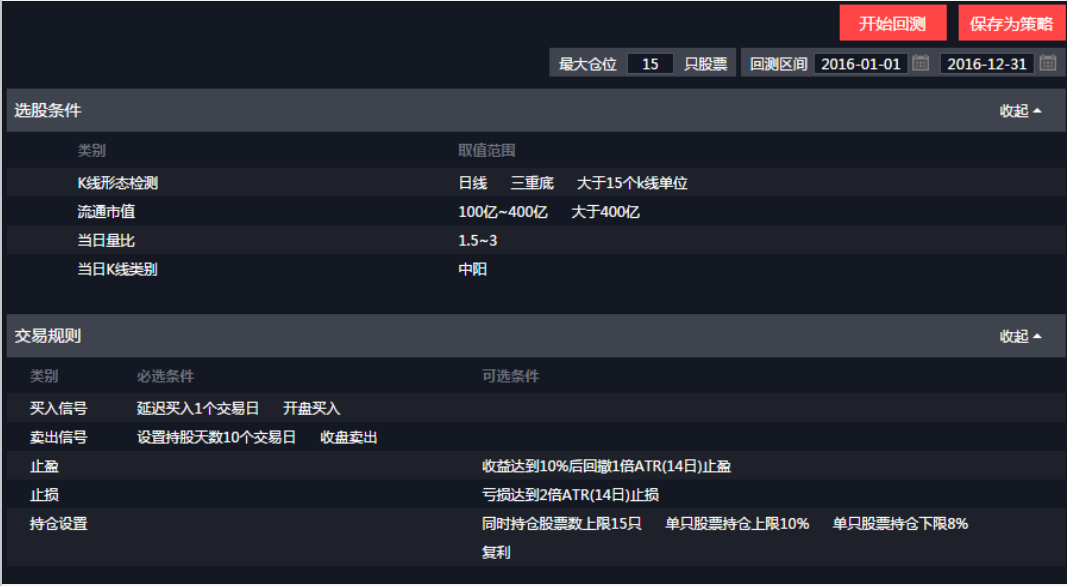 开始回测 保存为策略
最大仓位 15 只股票 回测区间 2016-01-01 2016-12-31
选股条件 收起
类别 取值范围
K线形态检测 日线 三重底 大于15个k线单位
流通市值 100亿~400亿 大于400亿
当日量比 1.5~3
当日K线类别 中阳
交易规则 收起
类别 必选条件 可选条件
买入信号 延迟买入1个交易日 开盘买入
卖出信号 设置持股天数10个交易日 收盘卖出
止盈 收益达到10%后回撤1倍ATR(14日)止盈
止损 亏损达到2倍ATR(14日)止损
持仓设置 同时持仓股票数上限15只 单只股票持仓上限10% 单只股票持仓下限8%
复利